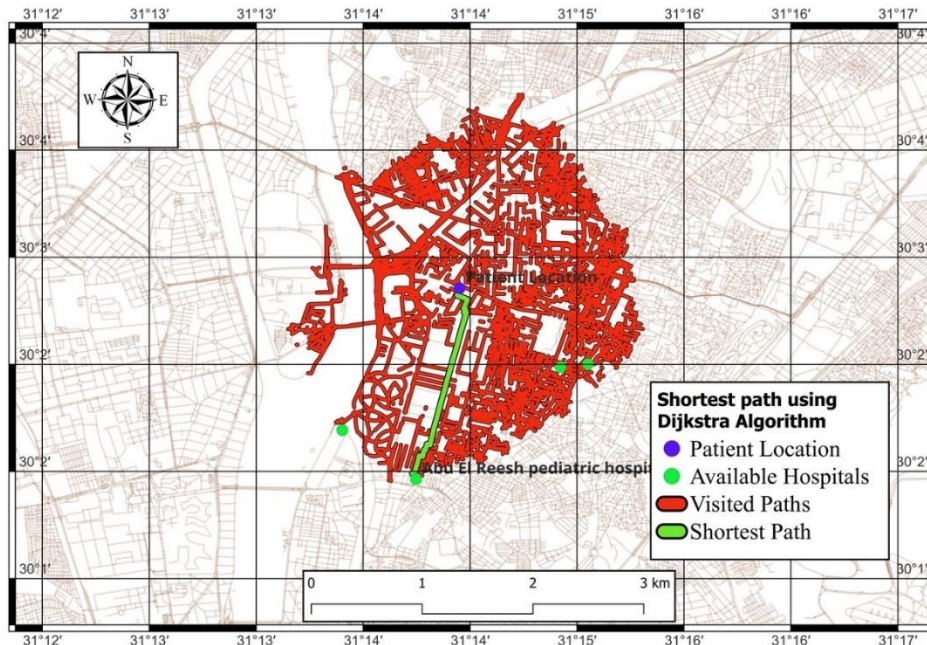 31°12' 31°13' 31°14' 31°14' 31°15' 31°16' 31°16' 31°17'
30°4' 30°4'
N
W E
S
30°4' 30°4'
30°3' 30°3'
Patient Location
30°2' 30°2'
Shortest path using
Dijkstra Algorithm
Patient Location
Available Hospitals
Visited Paths
Shortest Path
30°2' Abu El Reesh pediatric hospit 30°2'
30°1' 30°1'
0 1 2 3 km
31°12' 31°13' 31°14' 31°14' 31°15' 31°16' 31°16' 31°17'